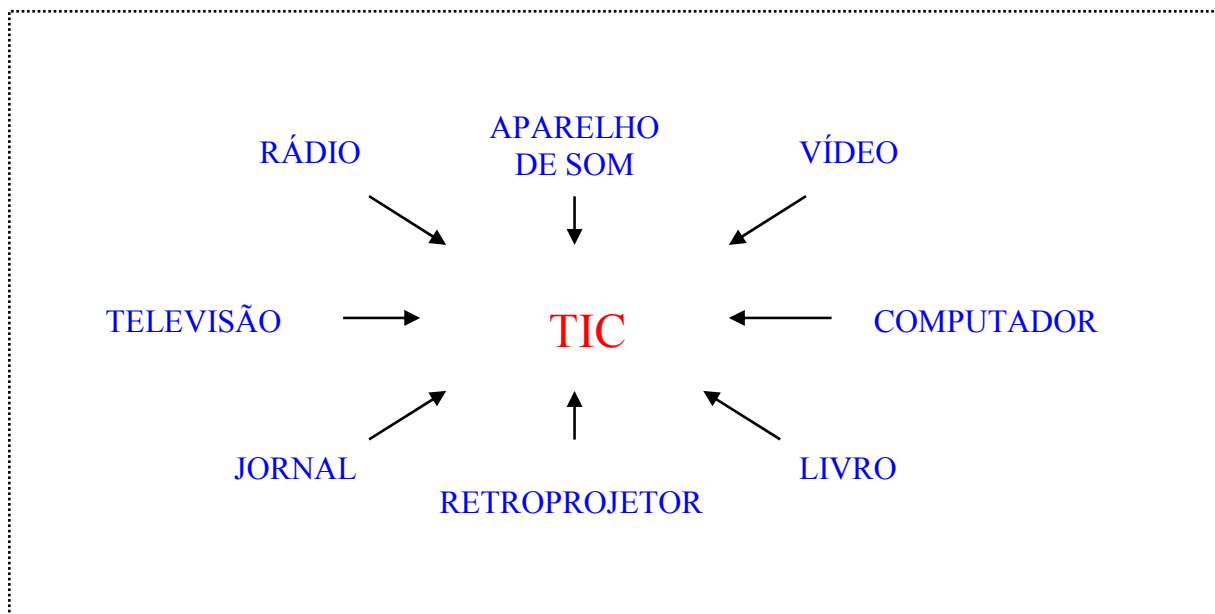 RÁDIO
APARELHO
DE SOM
VÍDEO
TELEVISÃO
TIC
COMPUTADOR
JORNAL
RETROPROJETOR
LIVRO